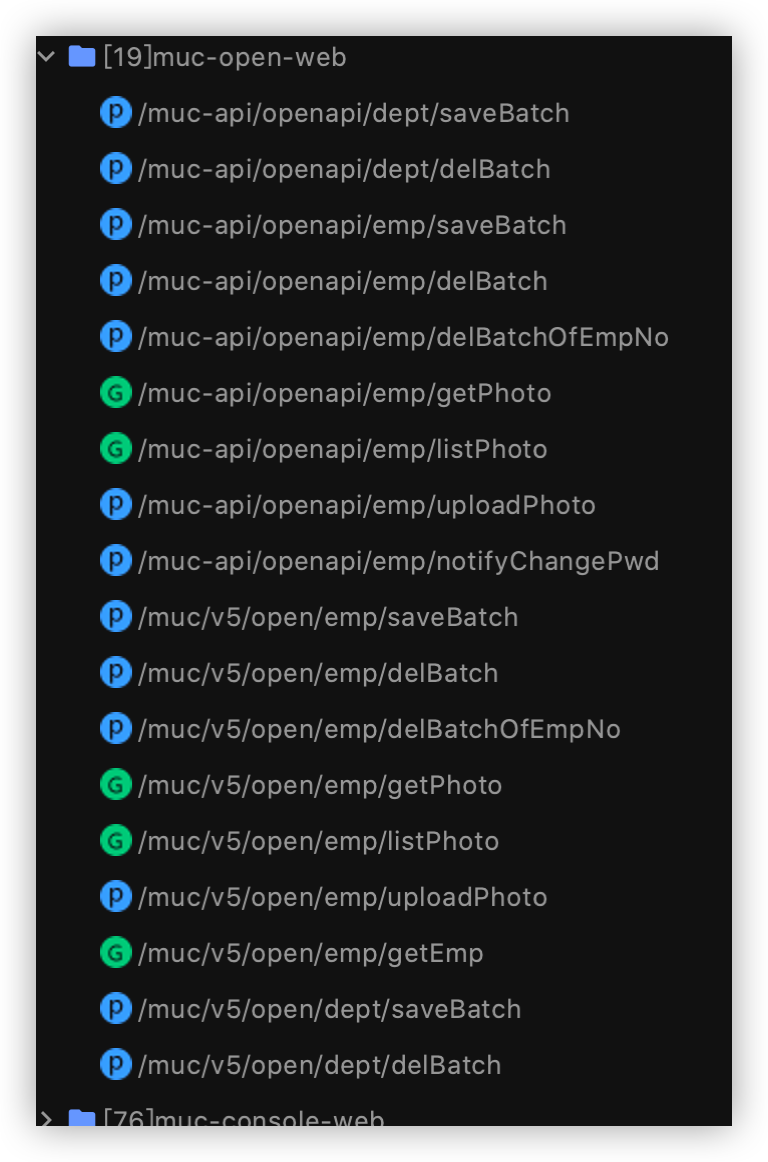 [19]muc-open-web
P /muc-api/openapi/dept/saveBatch
P /muc-api/openapi/dept/delBatch
P /muc-api/openapi/emp/saveBatch
P /muc-api/openapi/emp/delBatch
P /muc-api/openapi/emp/delBatchOfEmpNo
G /muc-api/openapi/emp/getPhoto
G /muc-api/openapi/emp/listPhoto
P /muc-api/openapi/emp/uploadPhoto
P /muc-api/openapi/emp/notifyChangePwd
P /muc/v5/open/emp/saveBatch
P /muc/v5/open/emp/delBatch
P /muc/v5/open/emp/delBatchOfEmpNo
G /muc/v5/open/emp/getPhoto
G /muc/v5/open/emp/listPhoto
P /muc/v5/open/emp/uploadPhoto
G /muc/v5/open/emp/getEmp
P /muc/v5/open/dept/saveBatch
P /muc/v5/open/dept/delBatch
[76]muc-console-web